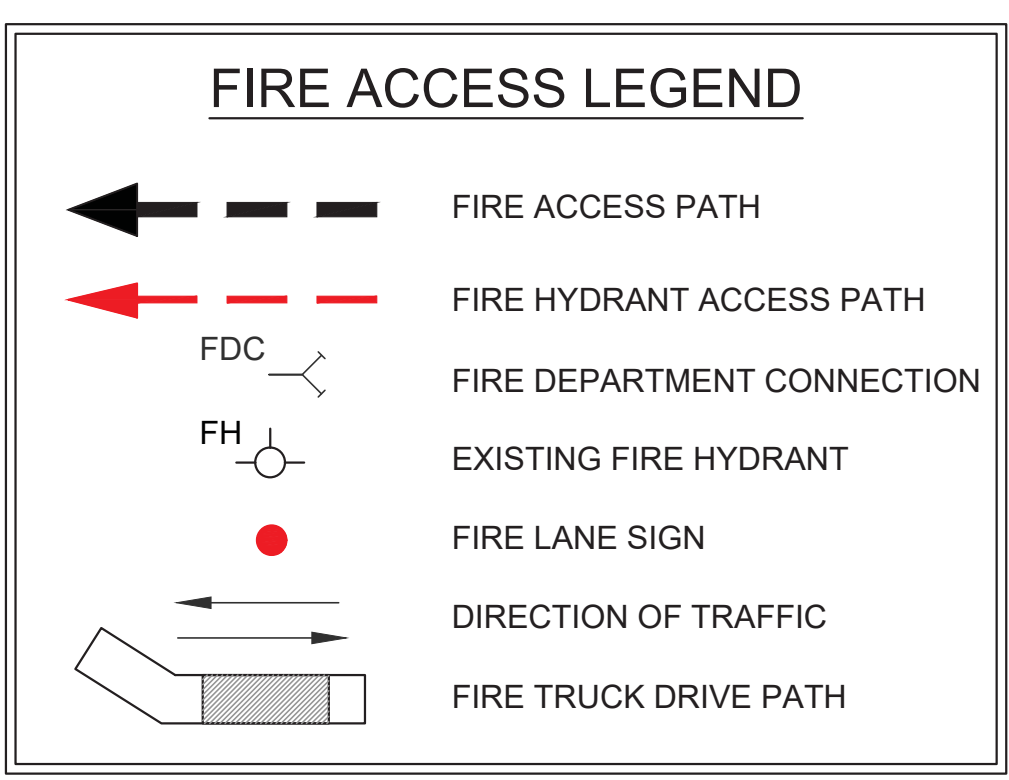 FIRE ACCESS LEGEND
FIRE ACCESS PATH
FIRE HYDRANT ACCESS PATH
FDC
FIRE DEPARTMENT CONNECTION
FH
EXISTING FIRE HYDRANT
FIRE LANE SIGN
DIRECTION OF TRAFFIC
FIRE TRUCK DRIVE PATH